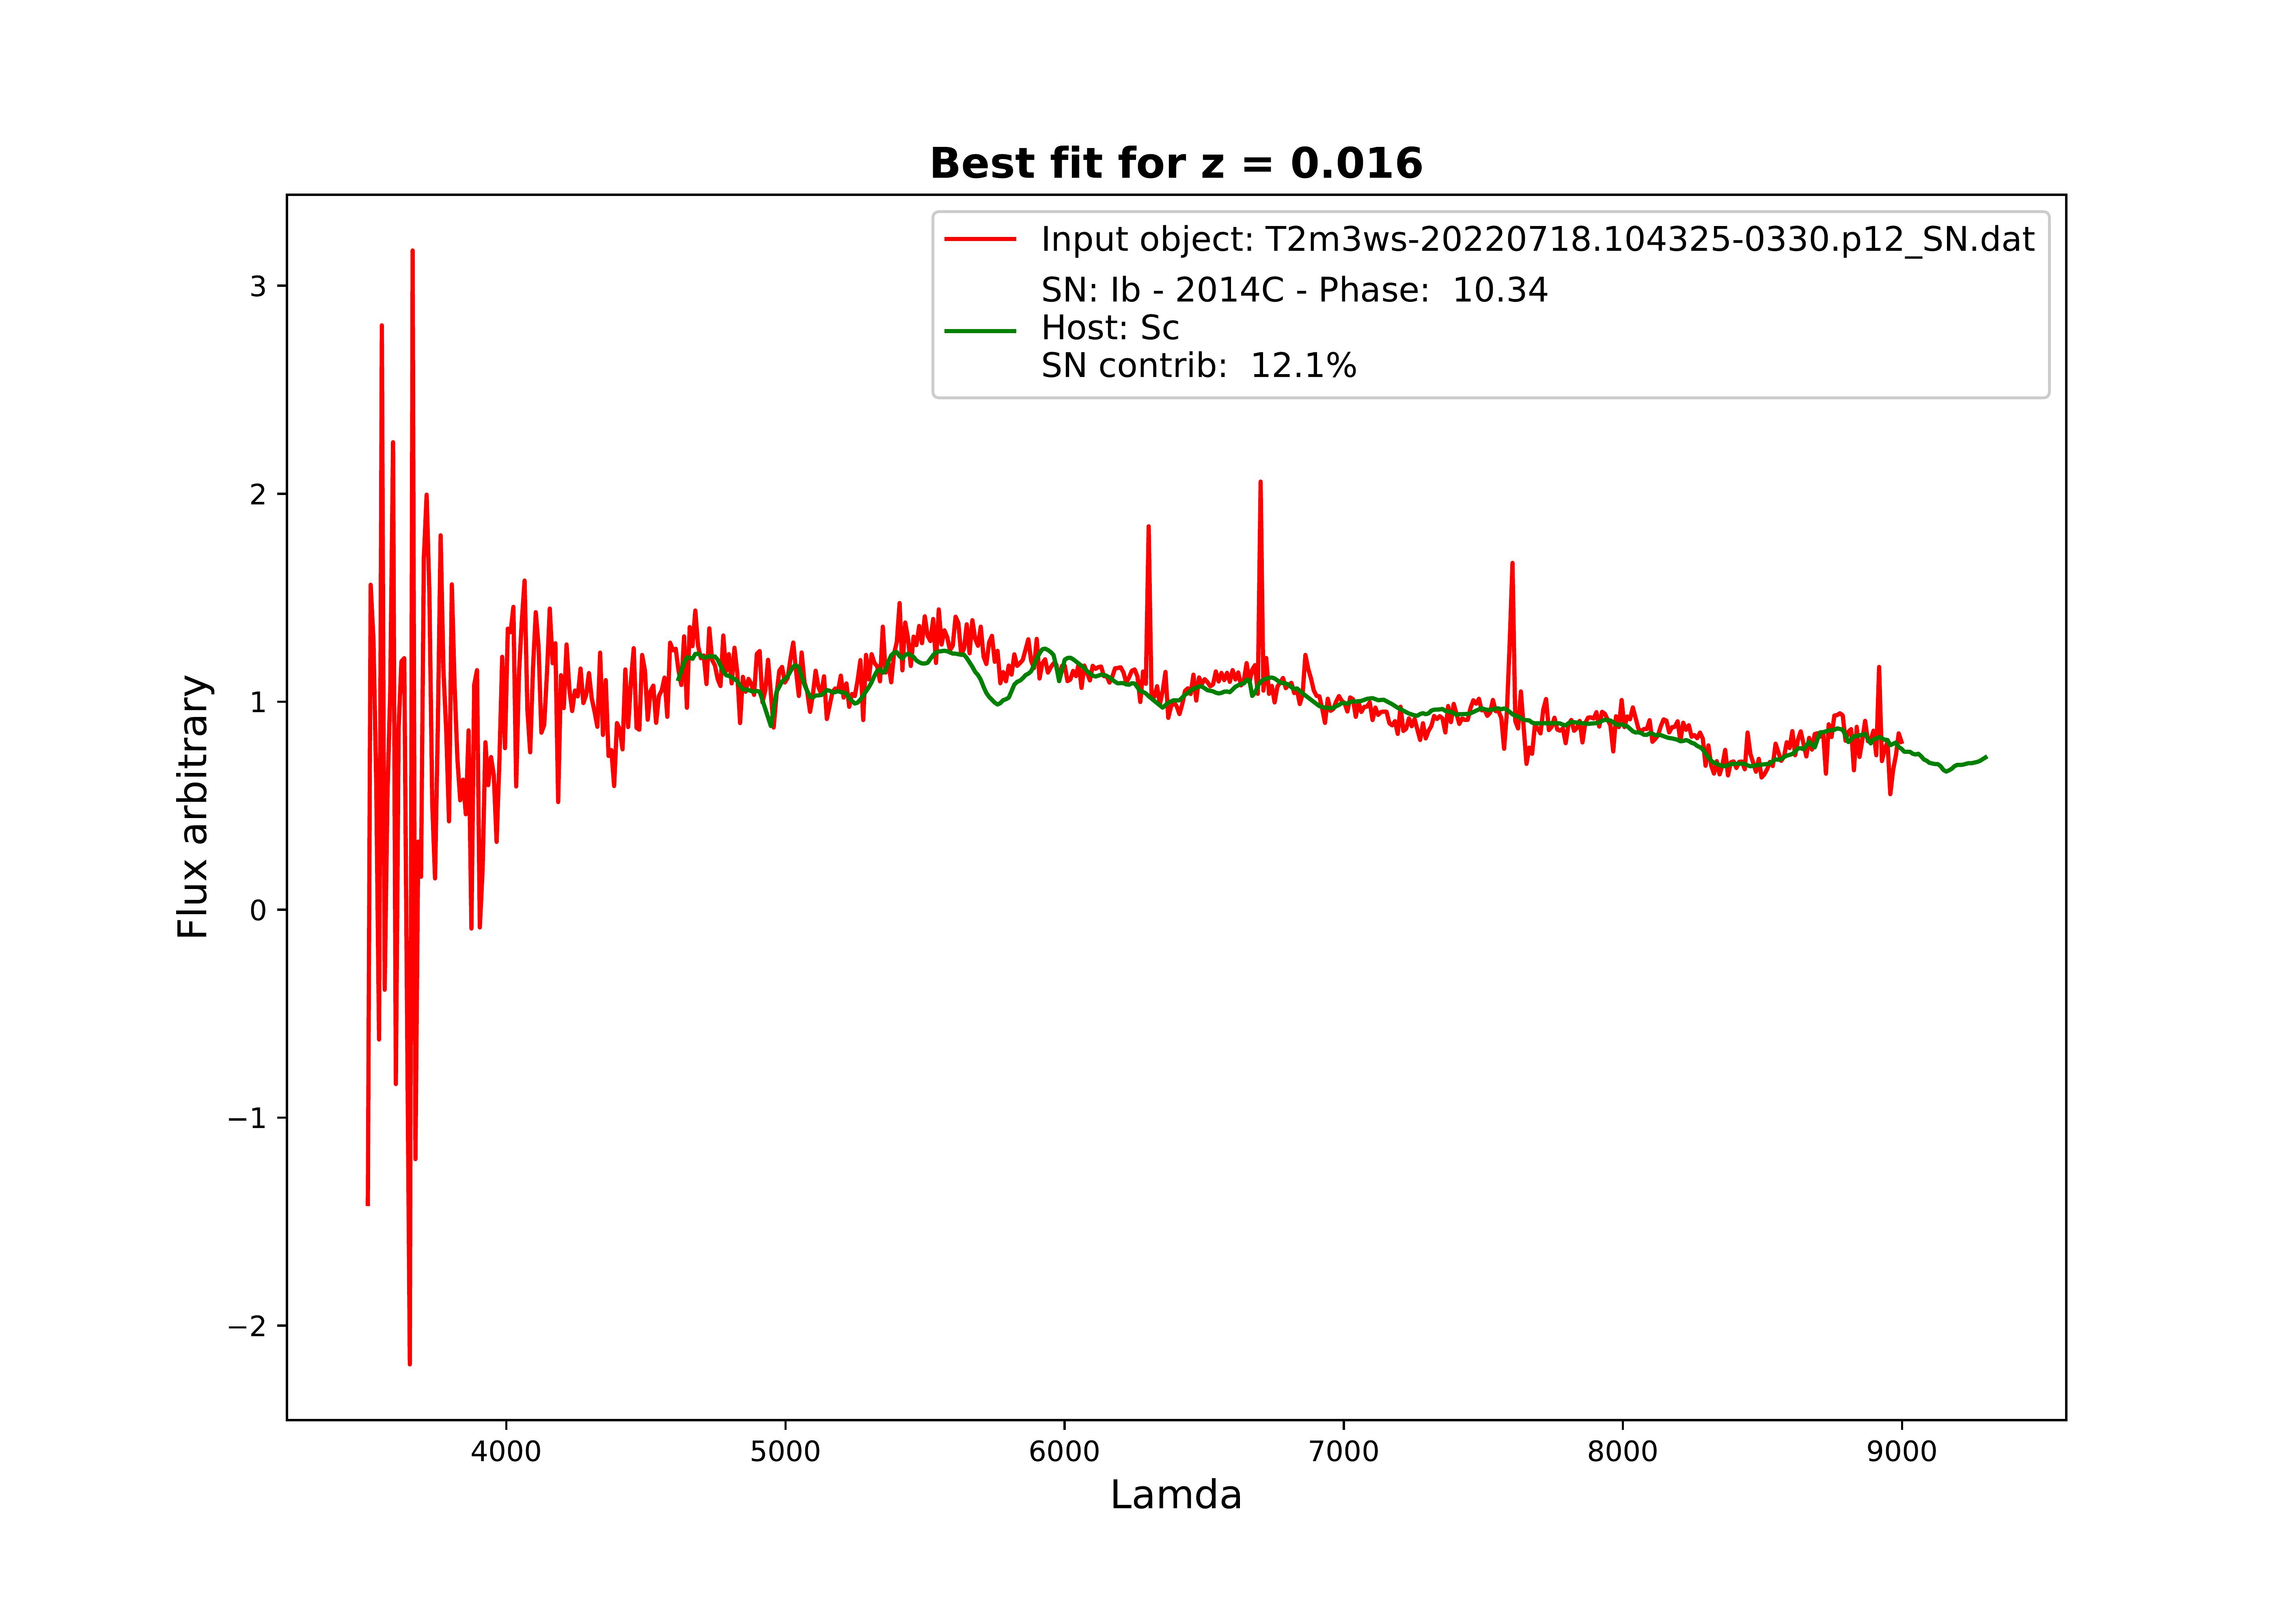 Best fit for z = 0.016
Input object: T2m3ws-20220718.104325-0330.p12_SN.dat
SN: Ib - 2014C - Phase:  10.34
Host: Sc
SN contrib:  12.1%
Flux arbitrary
3
2
1
0
−1
−2
4000 5000 6000 7000 8000 9000
Lamda